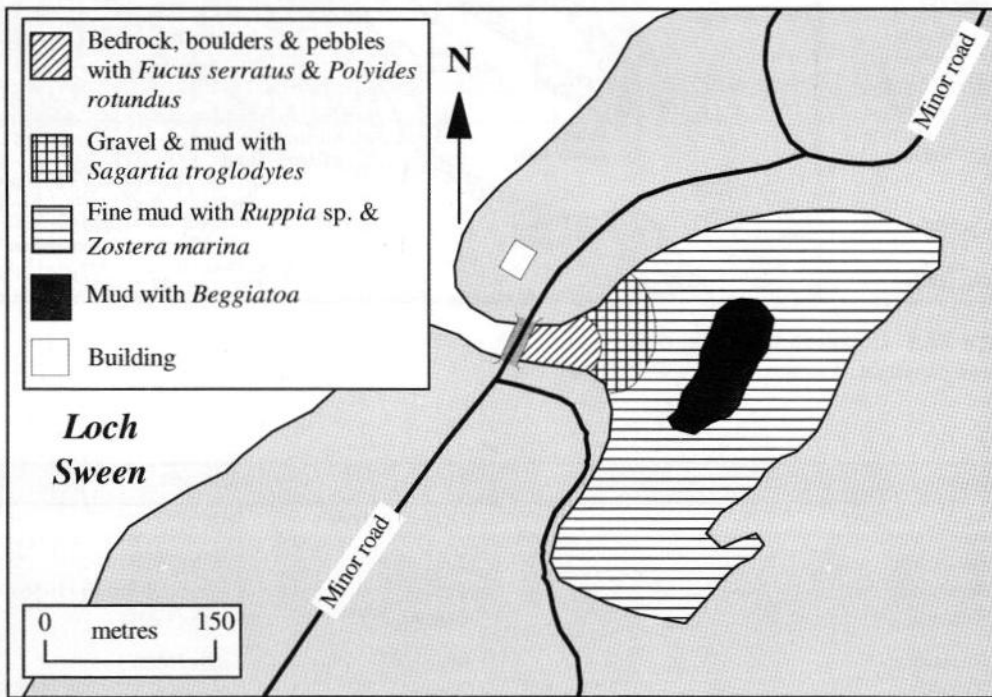 Bedrock, boulders & pebbles
with Fucus serratus & Polyides
rotundus
Gravel & mud with
Sagartia troglodytes
Fine mud with Ruppia sp. &
Zostera marina
Mud with Beggiatoa
Building
N
Minor road
Loch
Sween
Minor road
0 metres 150